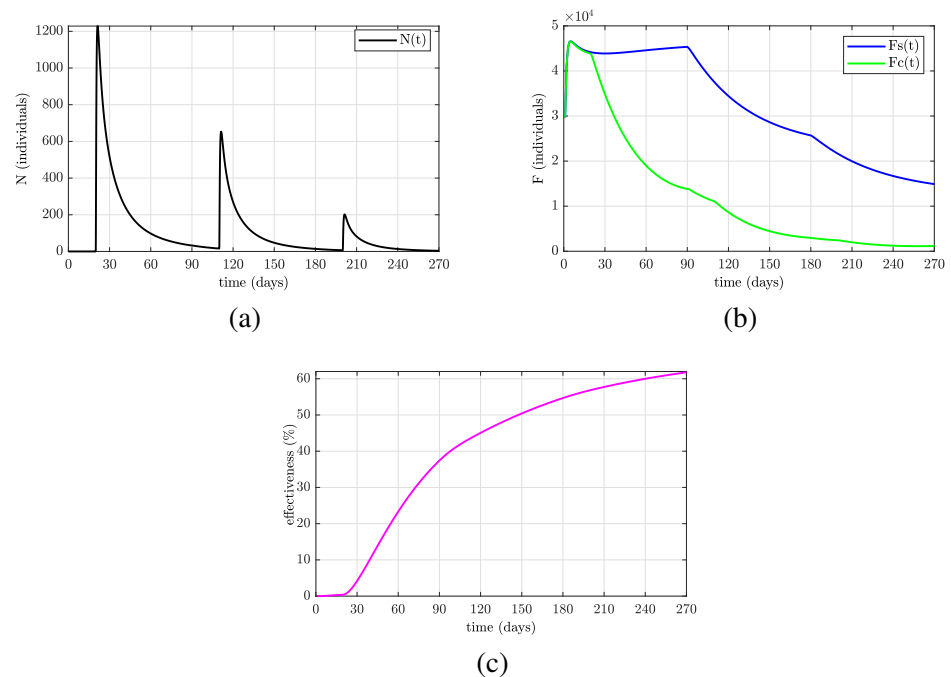 1200
1000
800
600
400
200
0
N (individuals)
0 30 60 90 120 150 180 210 240 270
time (days)
N(t)
(a)
×10⁴
5
4
3
2
1
0
F (individuals)
0 30 60 90 120 150 180 210 240 270
time (days)
Fs(t)
Fc(t)
(b)
60
50
40
30
20
10
0
effectiveness (%)
0 30 60 90 120 150 180 210 240 270
time (days)
(c)